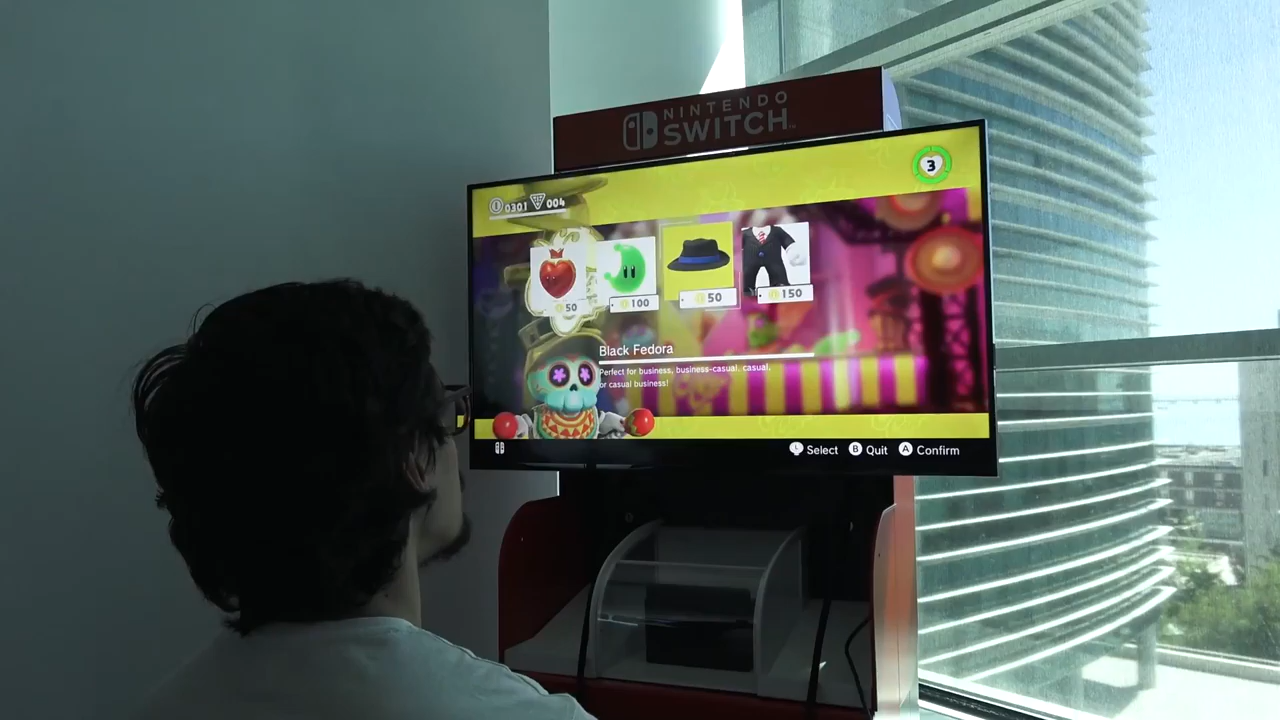 NINTENDO
SWITCH
3
0301 004
50
100
50
150
Black Fedora
Perfect for business, business-casual, casual,
or casual business!
L Select B Quit A Confirm